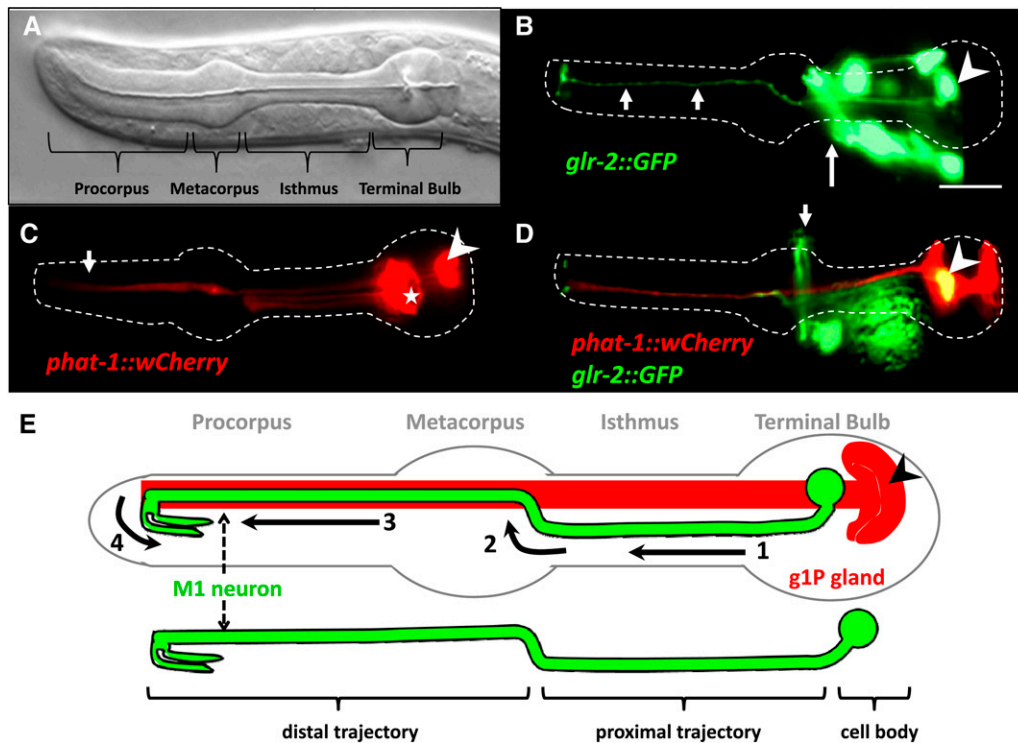 A
Procorpus Metacorpus Isthmus Terminal Bulb
B
glr-2::GFP
C
phat-1::wCherry
D
phat-1::wCherry
glr-2::GFP
E
Procorpus Metacorpus Isthmus Terminal Bulb
4 3 2 1
M1 neuron
g1P gland
distal trajectory proximal trajectory cell body